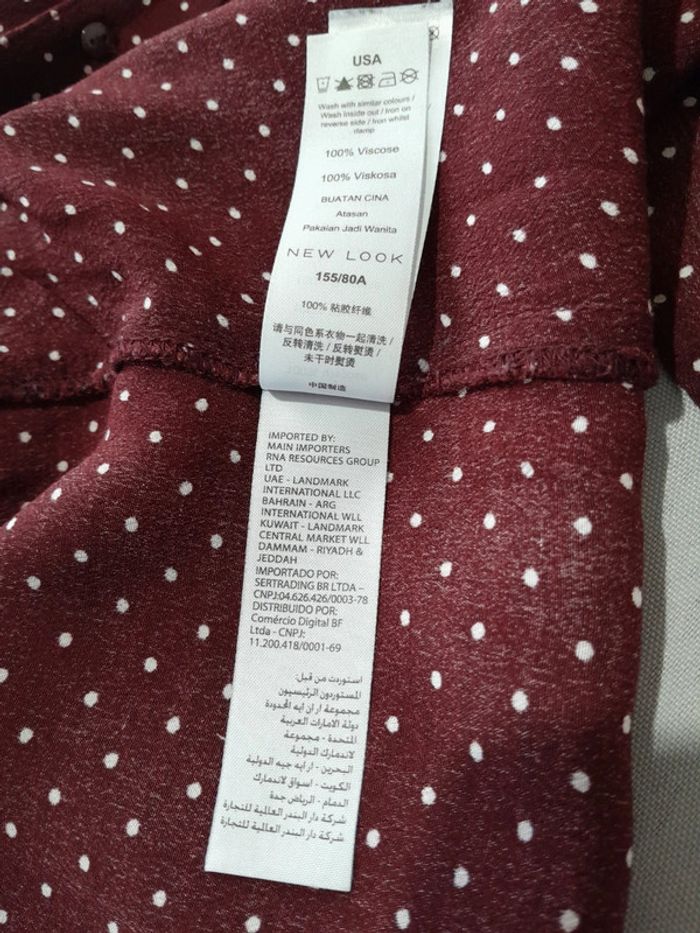 USA
Wash with similar colours /
Wash inside out / Iron on
reverse side / Iron whilst
damp
100% Viscose
100% Viskosa
BUATAN CINA
Atasan
Pakaian Jadi Wanita
NEW LOOK
155/80A
100% 粘胶纤维
请与同色系衣物一起清洗 /
反转清洗 / 反转熨烫 /
未干时熨烫
中国制造
IMPORTED BY:
MAIN IMPORTERS
RNA RESOURCES GROUP
LTD
UAE - LANDMARK
INTERNATIONAL LLC
BAHRAIN - ARG
INTERNATIONAL WLL
KUWAIT - LANDMARK
CENTRAL MARKET WLL
DAMMAM - RIYADH &
JEDDAH
IMPORTADO POR:
SERTRADING BR LTDA –
CNPJ:04.626.426/0003-78
DISTRIBUIDO POR:
Comércio Digital BF
Ltda - CNPJ:
11.200.418/0001-69
استوردت من قبل:
المستوردون الرئيسيون
مجموعة ار ان ايه المحدودة
دولة الامارات العربية
المتحدة - مجموعة
لاندمارك الدولية
البحرين - ارايه جيه الدولية
الكويت - اسواق لاندمارك
الدمام - الرياض جدة
شركة دار البندر العالمية للتجارة
شركة دار البندر العالمية للتجارة